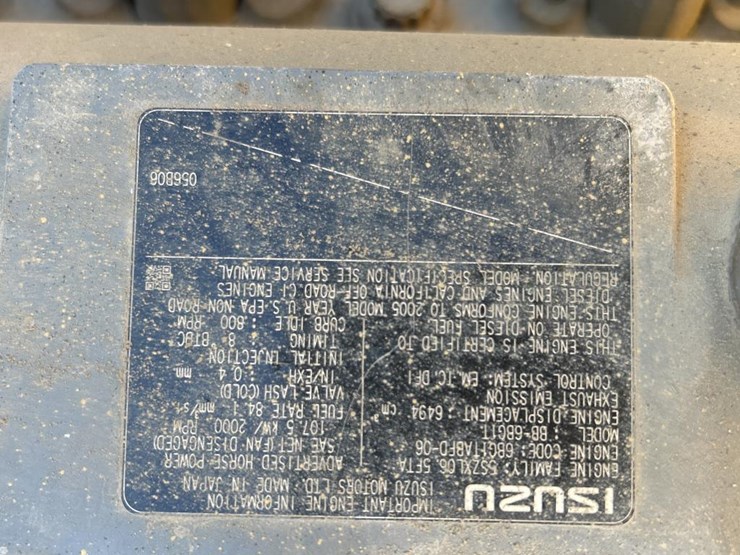 ISUZU
IMPORTANT ENGINE INFORMATION
ISUZU MOTORS LTD. MADE IN JAPAN
ENGINE FAMILY: 5SZXL06.5FTA
ENGINE CODE: 6BG1TABFD-06
MODEL: BB-6BG1T
ENGINE DISPLACEMENT: 6494 cm³
EXHAUST EMISSION
CONTROL SYSTEM: EM, TC, DFI
ADVERTISED HORSE-POWER
SAE NET (FAN DISENGAGED)
107.5 kW/ 2000 RPM
FUEL RATE 84.1 mm³/s
VALVE LASH (COLD)
IN/EXH : 0.4 mm
INITIAL INJECTION
TIMING : 8 ° BTDC
CURB IDLE : 800 RPM
THIS ENGINE IS CERTIFIED TO
OPERATE ON DIESEL FUEL
THIS ENGINE CONFORMS TO 2005 MODEL YEAR U.S.EPA NON-ROAD
DIESEL ENGINES AND CALIFORNIA OFF-ROAD CI ENGINES
REGULATION. MODEL SPECIFICATION SEE SERVICE MANUAL
056B06